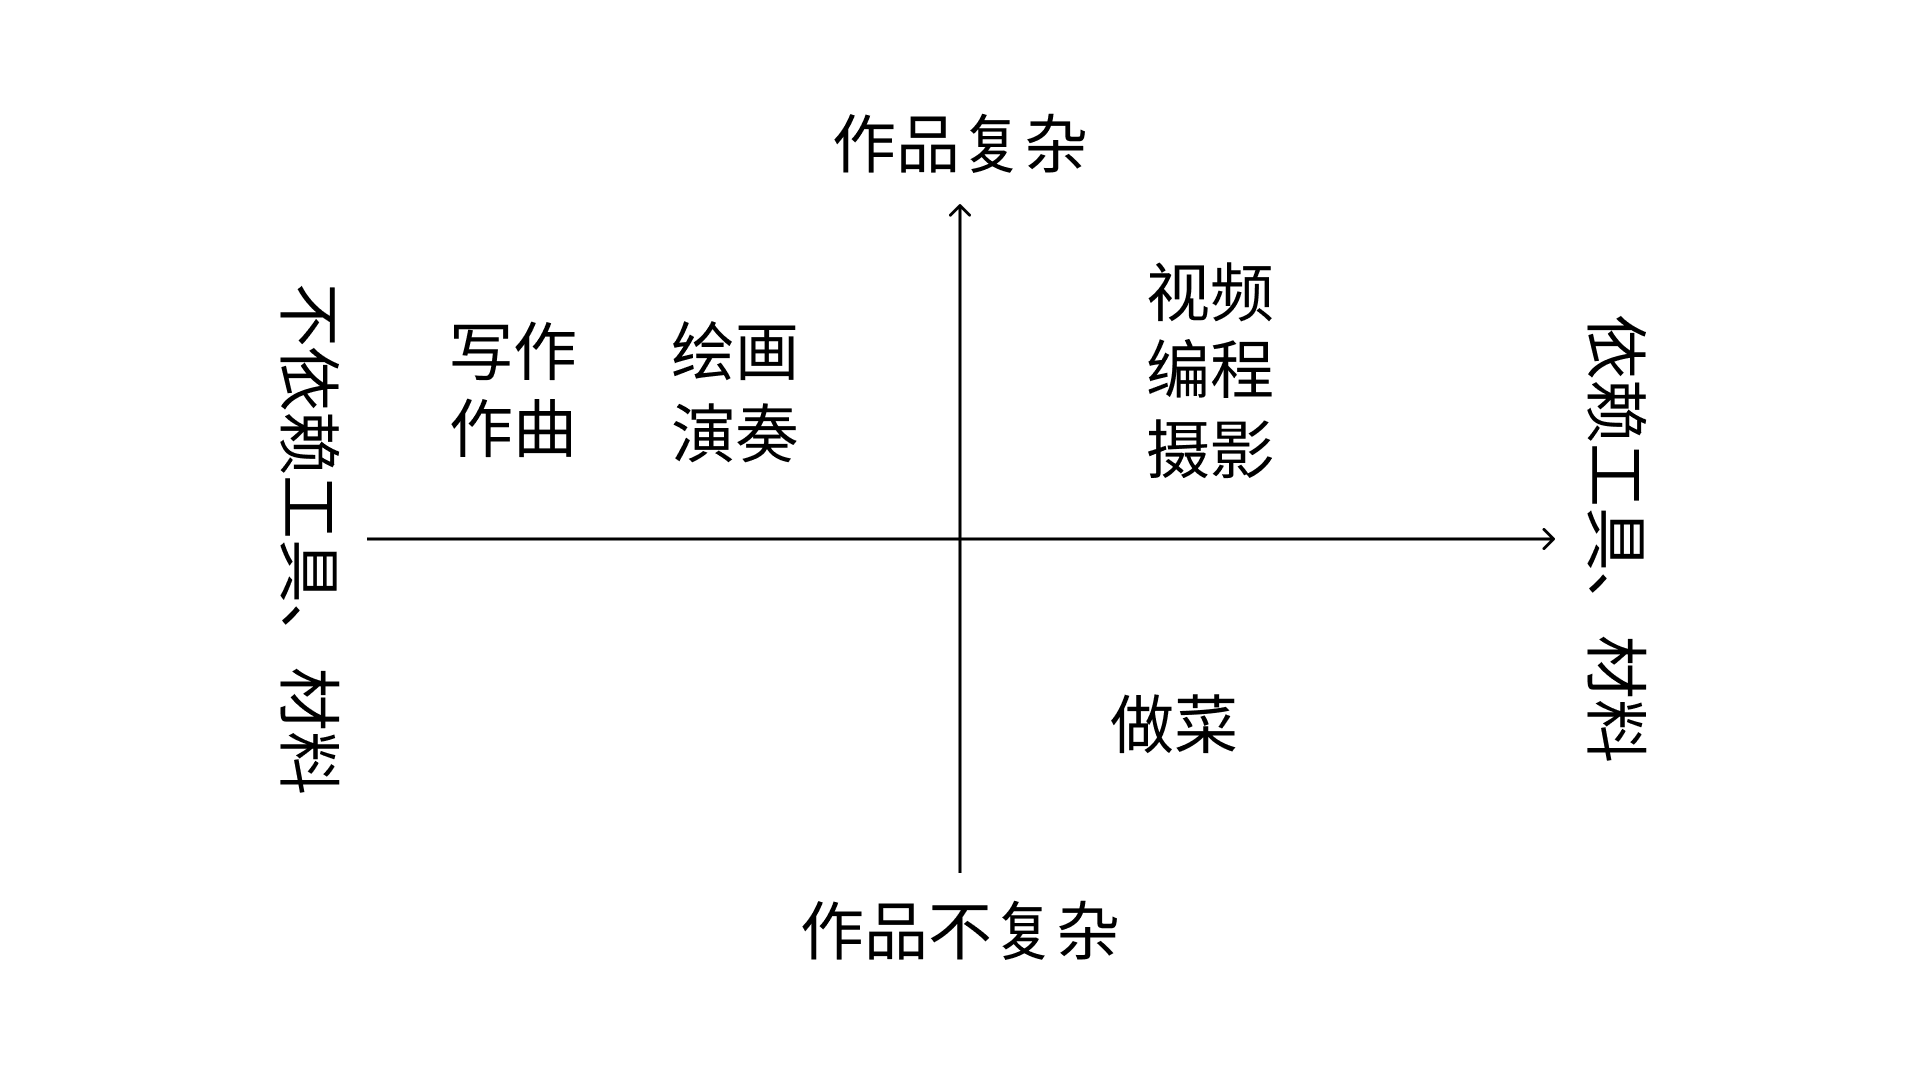 作品复杂
不依赖工具、材料
写作
作曲
绘画
演奏
视频
编程
摄影
依赖工具、材料
做菜
作品不复杂